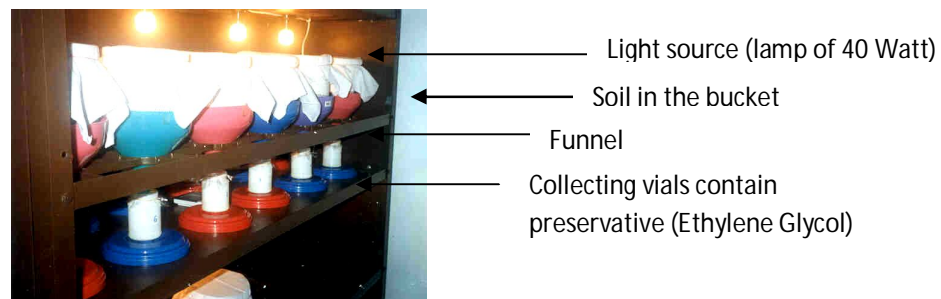 Light source (lamp of 40 Watt)
Soil in the bucket
Funnel
Collecting vials contain
preservative (Ethylene Glycol)